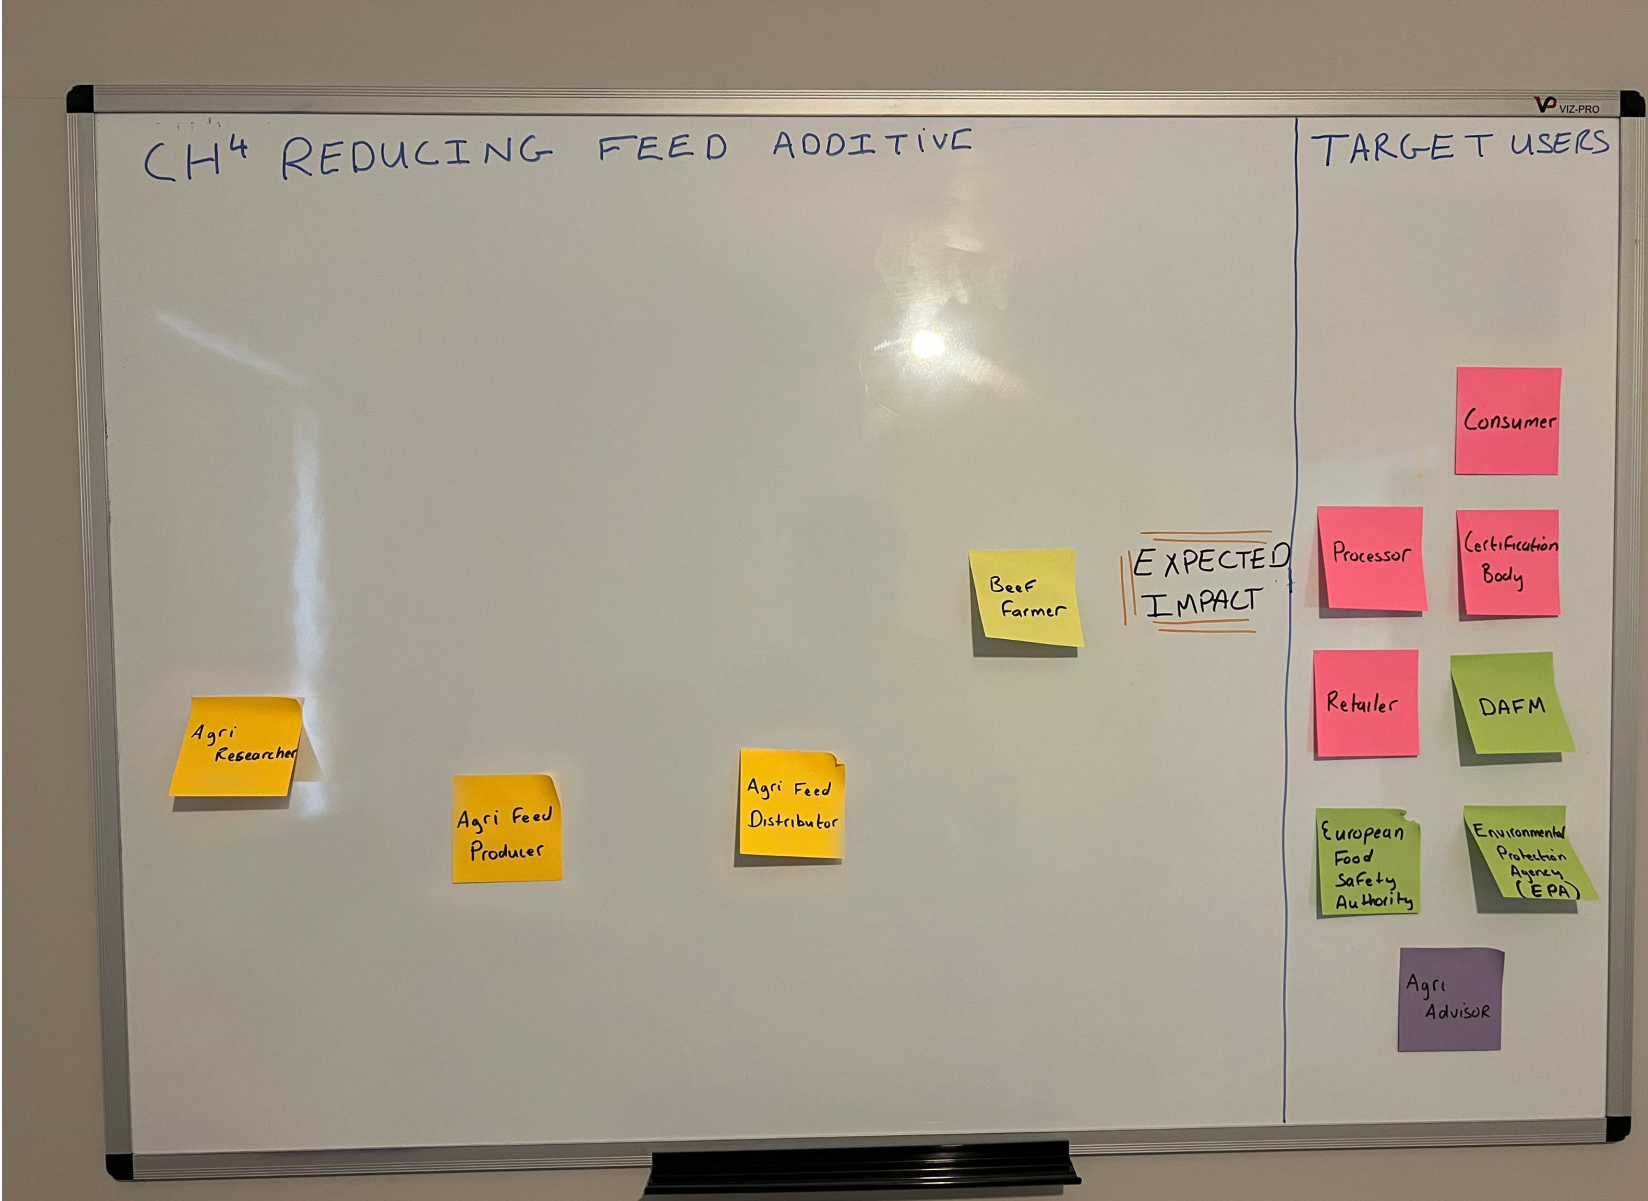 VP VIZ-PRO
CH⁴ REDUCING FEED ADDITIVE
TARGET USERS
Consumer
Beef
Farmer
EXPECTED
IMPACT
Processor
Certification
Body
Agri
Researcher
Agri Feed
Producer
Agri Feed
Distributor
Retailer
DAFM
European
Food
Safety
Authority
Environmental
Protection
Agency
(EPA)
Agri
Advisor